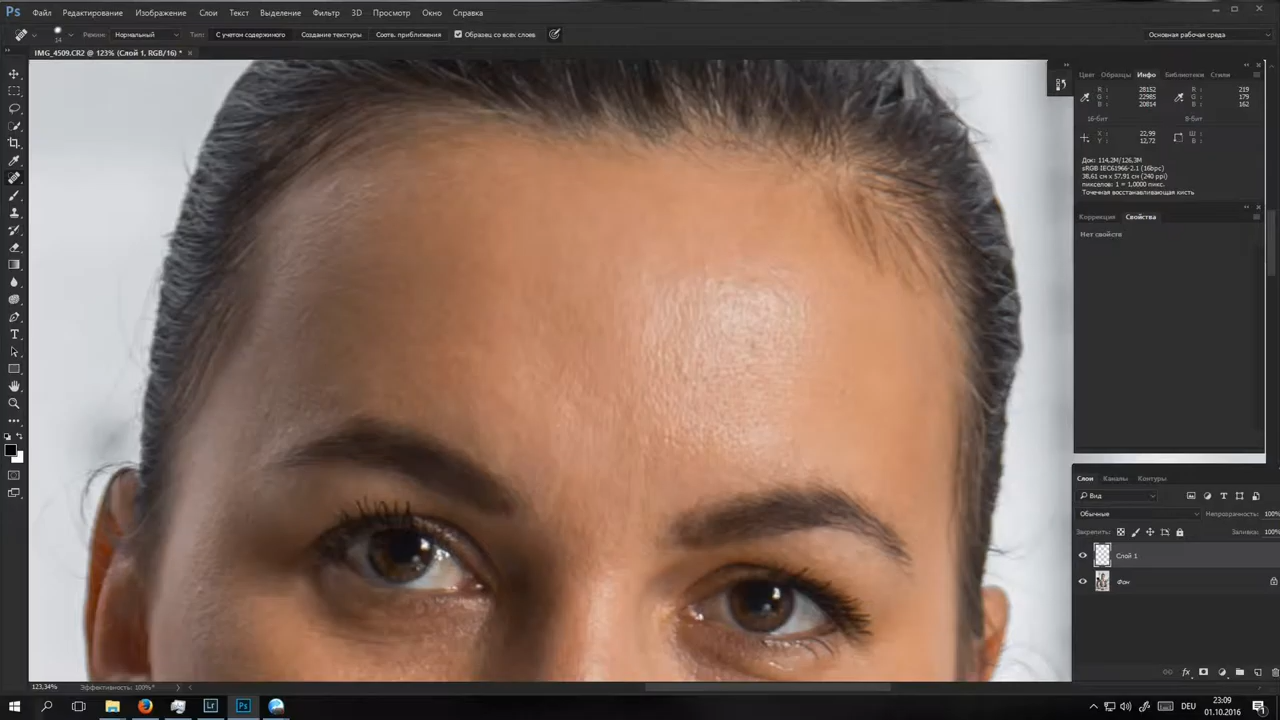 Ps Файл Редактирование Изображение Слои Текст Выделение Фильтр 3D Просмотр Окно Справка
14 Режим: Нормальный Тип: С учетом содержимого Создание текстуры Соотв. приближения Образец со всех слоев Основная рабочая среда
IMG_4509.CR2 @ 123% (Слой 1, RGB/16) *
Цвет Образцы Инфо Библиотеки Стили
R : 28152 R : 219
G : 22985 G : 179
B : 20814 B : 162
16-бит 8-бит
X : 22,99 Ш :
Y : 12,72 В :
Док: 114,2M/126,3M
sRGB IEC61966-2.1 (16bpc)
38,61 см x 57,91 см (240 ppi)
пикселов: 1 = 1,0000 пикс.
Точечная восстанавливающая кисть
Коррекция Свойства
Нет свойств
Слои Каналы Контуры
Вид
Обычные Непрозрачность: 100%
Закрепить: Заливка: 100%
Слой 1
Фон
123,34% Эффективность: 100%*
Lr Ps DEU 23:09
01.10.2016